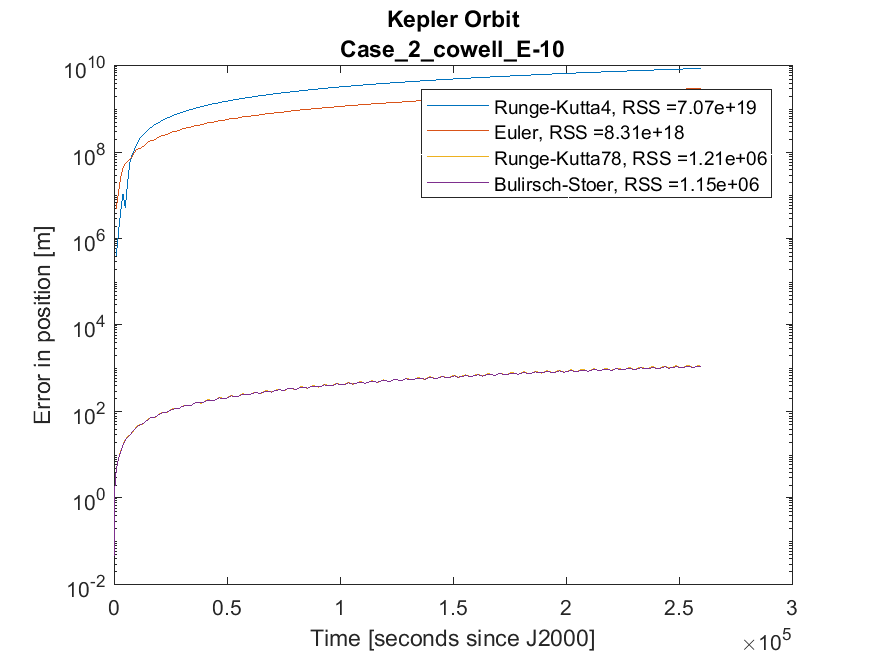 Kepler Orbit
Case_2_cowell_E-10
10^10
10^8
10^6
10^4
10^2
10^0
10^-2
Error in position [m]
Runge-Kutta4, RSS =7.07e+19
Euler, RSS =8.31e+18
Runge-Kutta78, RSS =1.21e+06
Bulirsch-Stoer, RSS =1.15e+06
0 0.5 1 1.5 2 2.5 3
Time [seconds since J2000]
×10^5